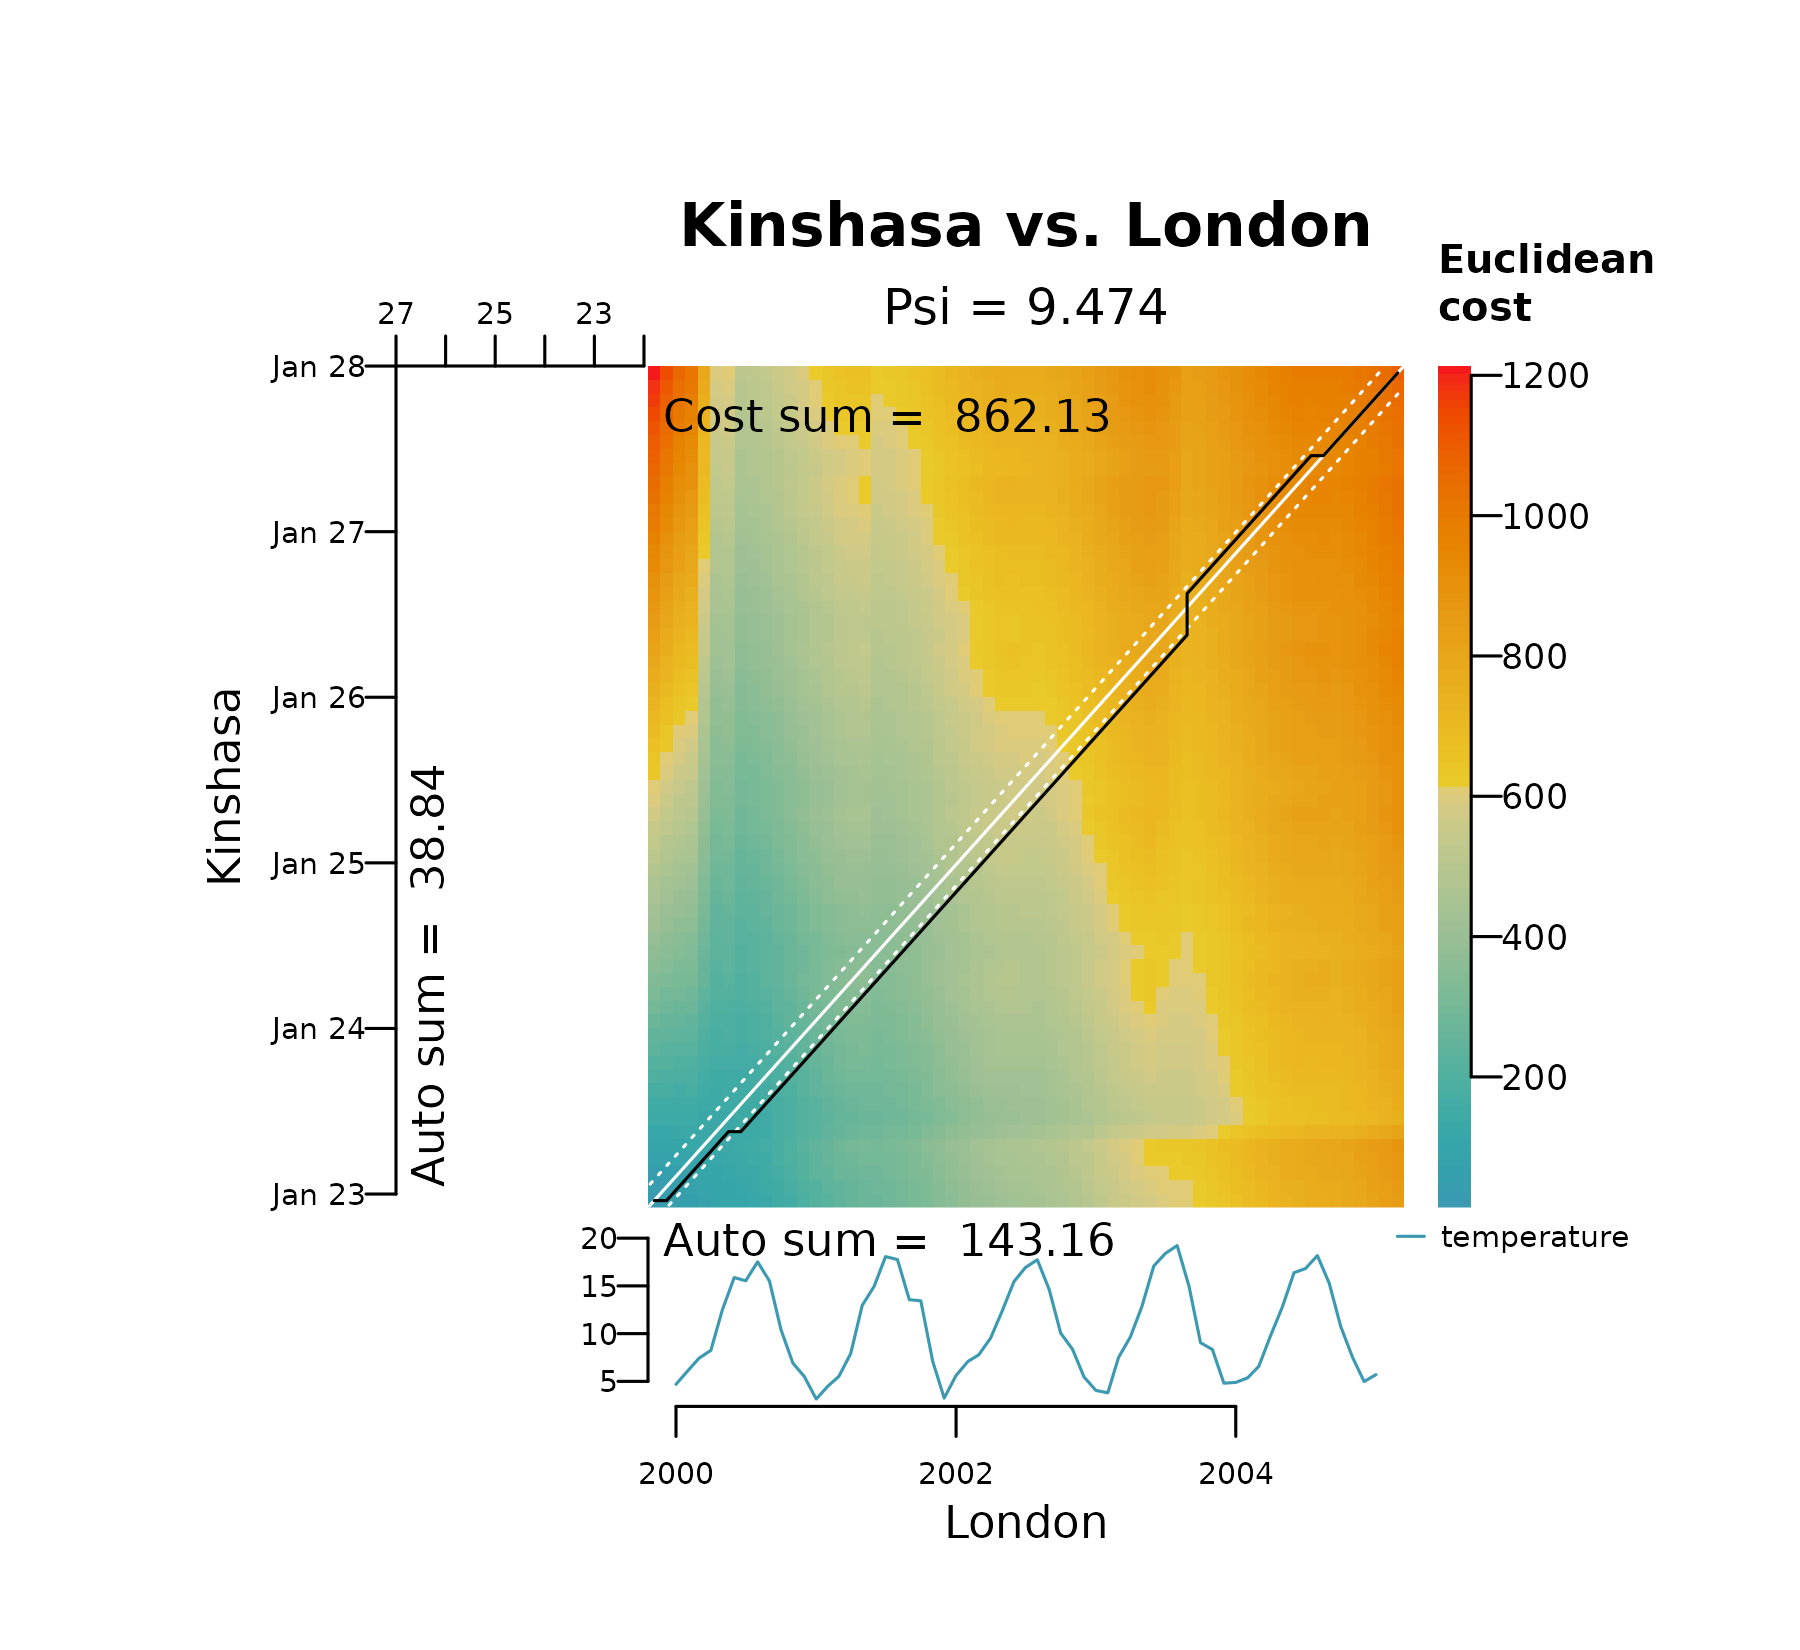 Kinshasa vs. London
Psi = 9.474
Euclidean
cost
27 25 23
Jan 28
Jan 27
Jan 26
Jan 25
Jan 24
Jan 23
Kinshasa
Auto sum = 38.84
Cost sum = 862.13
1200
1000
800
600
400
200
Auto sum = 143.16
temperature
20
15
10
5
2000 2002 2004
London